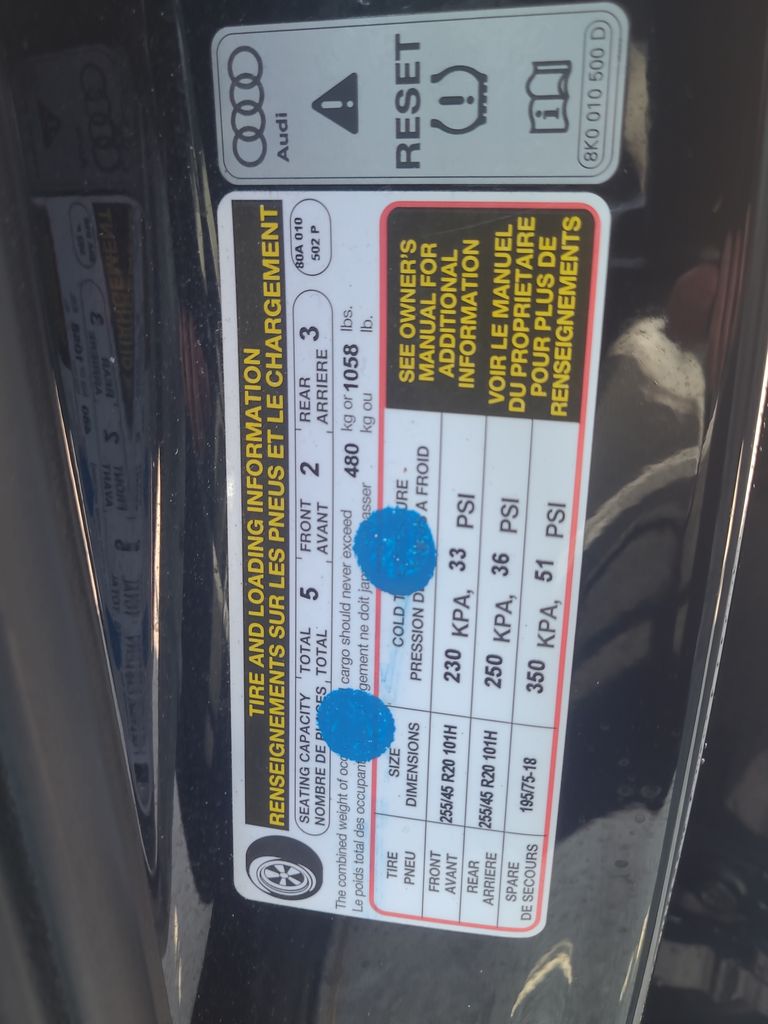 TIRE AND LOADING INFORMATION
RENSEIGNEMENTS SUR LES PNEUS ET LE CHARGEMENT
SEATING CAPACITY TOTAL 5 FRONT 2 REAR 3
NOMBRE DE TOTAL AVANT ARRIERE
80A 010
502 P
The combined weight of cargo should never exceed 480 kg or 1058 lbs.
Le poids total des occupant gement ne doit kg ou lb.
TIRE SIZE COLD
PNEU DIMENSIONS PRESSION A FROID
FRONT 255/45 R20 101H 230 KPA, 33 PSI
AVANT
REAR 255/45 R20 101H 250 KPA, 36 PSI
ARRIERE
SPARE 195/75-18 350 KPA, 51 PSI
DE SECOURS
SEE OWNER'S
MANUAL FOR
ADDITIONAL
INFORMATION
VOIR LE MANUEL
DU PROPRIETAIRE
POUR PLUS DE
RENSEIGNEMENTS
Audi
RESET
8K0 010 500 D